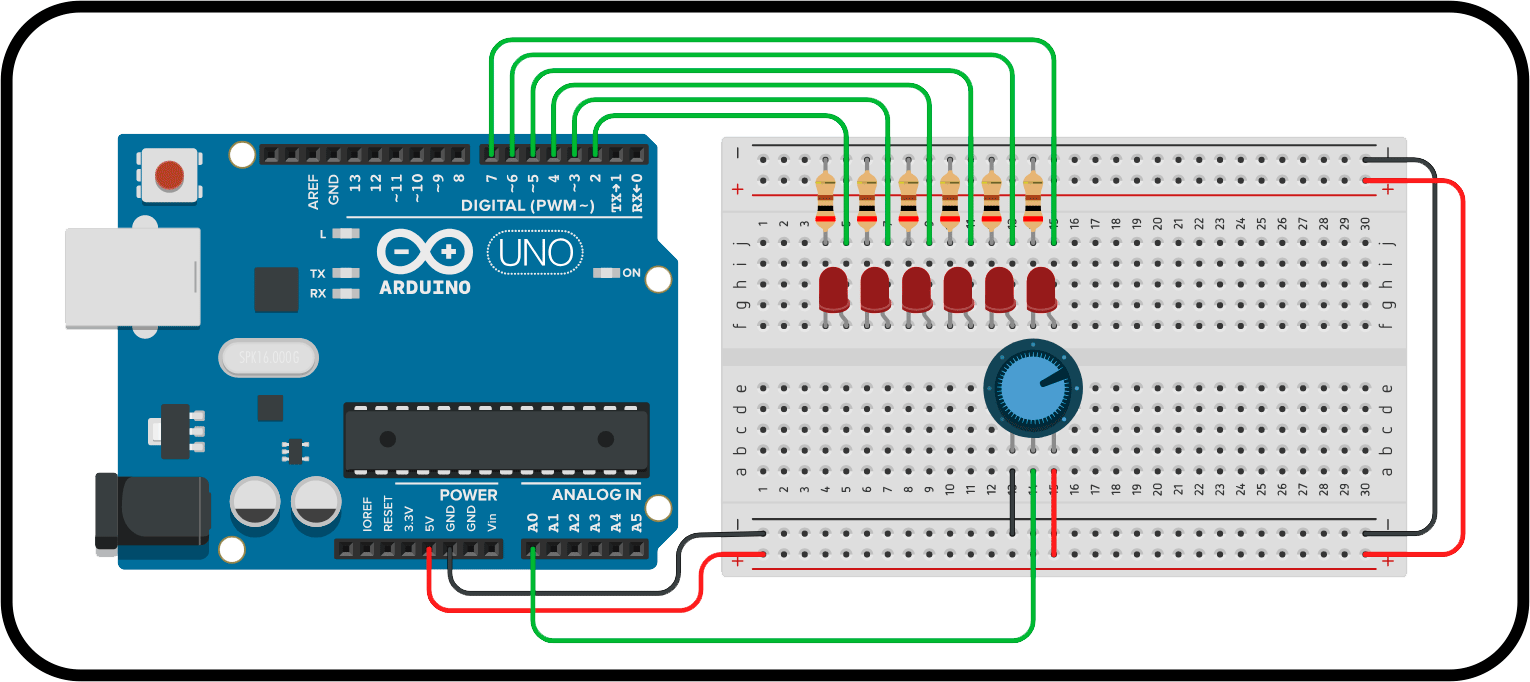 AREF
GND
13
12
~11
~10
~9
8
7
~6
~5
4
~3
2
TX→1
RX←0
DIGITAL (PWM~)
L
TX
RX
UNO
ARDUINO
ON
SPK16.000G
IOREF
RESET
3.3V
5V
GND
GND
Vin
POWER
ANALOG IN
A0
A1
A2
A3
A4
A5
− −
+ +
1 2 3 4 5 6 7 8 9 10 11 12 13 15 16 17 18 19 20 21 22 23 24 25 26 27 28 29 30
j j
i i
h h
g g
f f
e e
d d
c c
b b
a a
1 2 3 4 5 6 7 8 9 10 11 12 13 14 15 16 17 18 19 20 21 22 23 24 25 26 27 28 29 30
− −
+ +